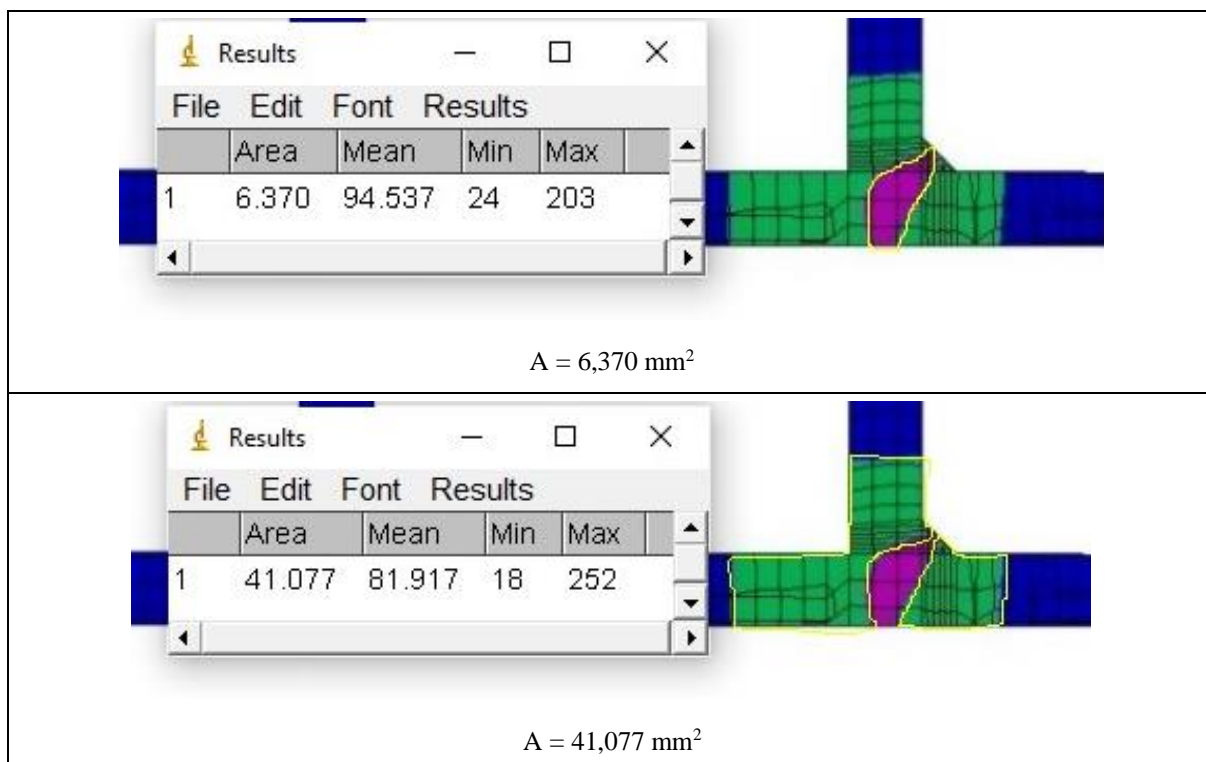 Results
File Edit Font Results
Area Mean Min Max
1 6.370 94.537 24 203
A = 6,370 mm²
Results
File Edit Font Results
Area Mean Min Max
1 41.077 81.917 18 252
A = 41,077 mm²